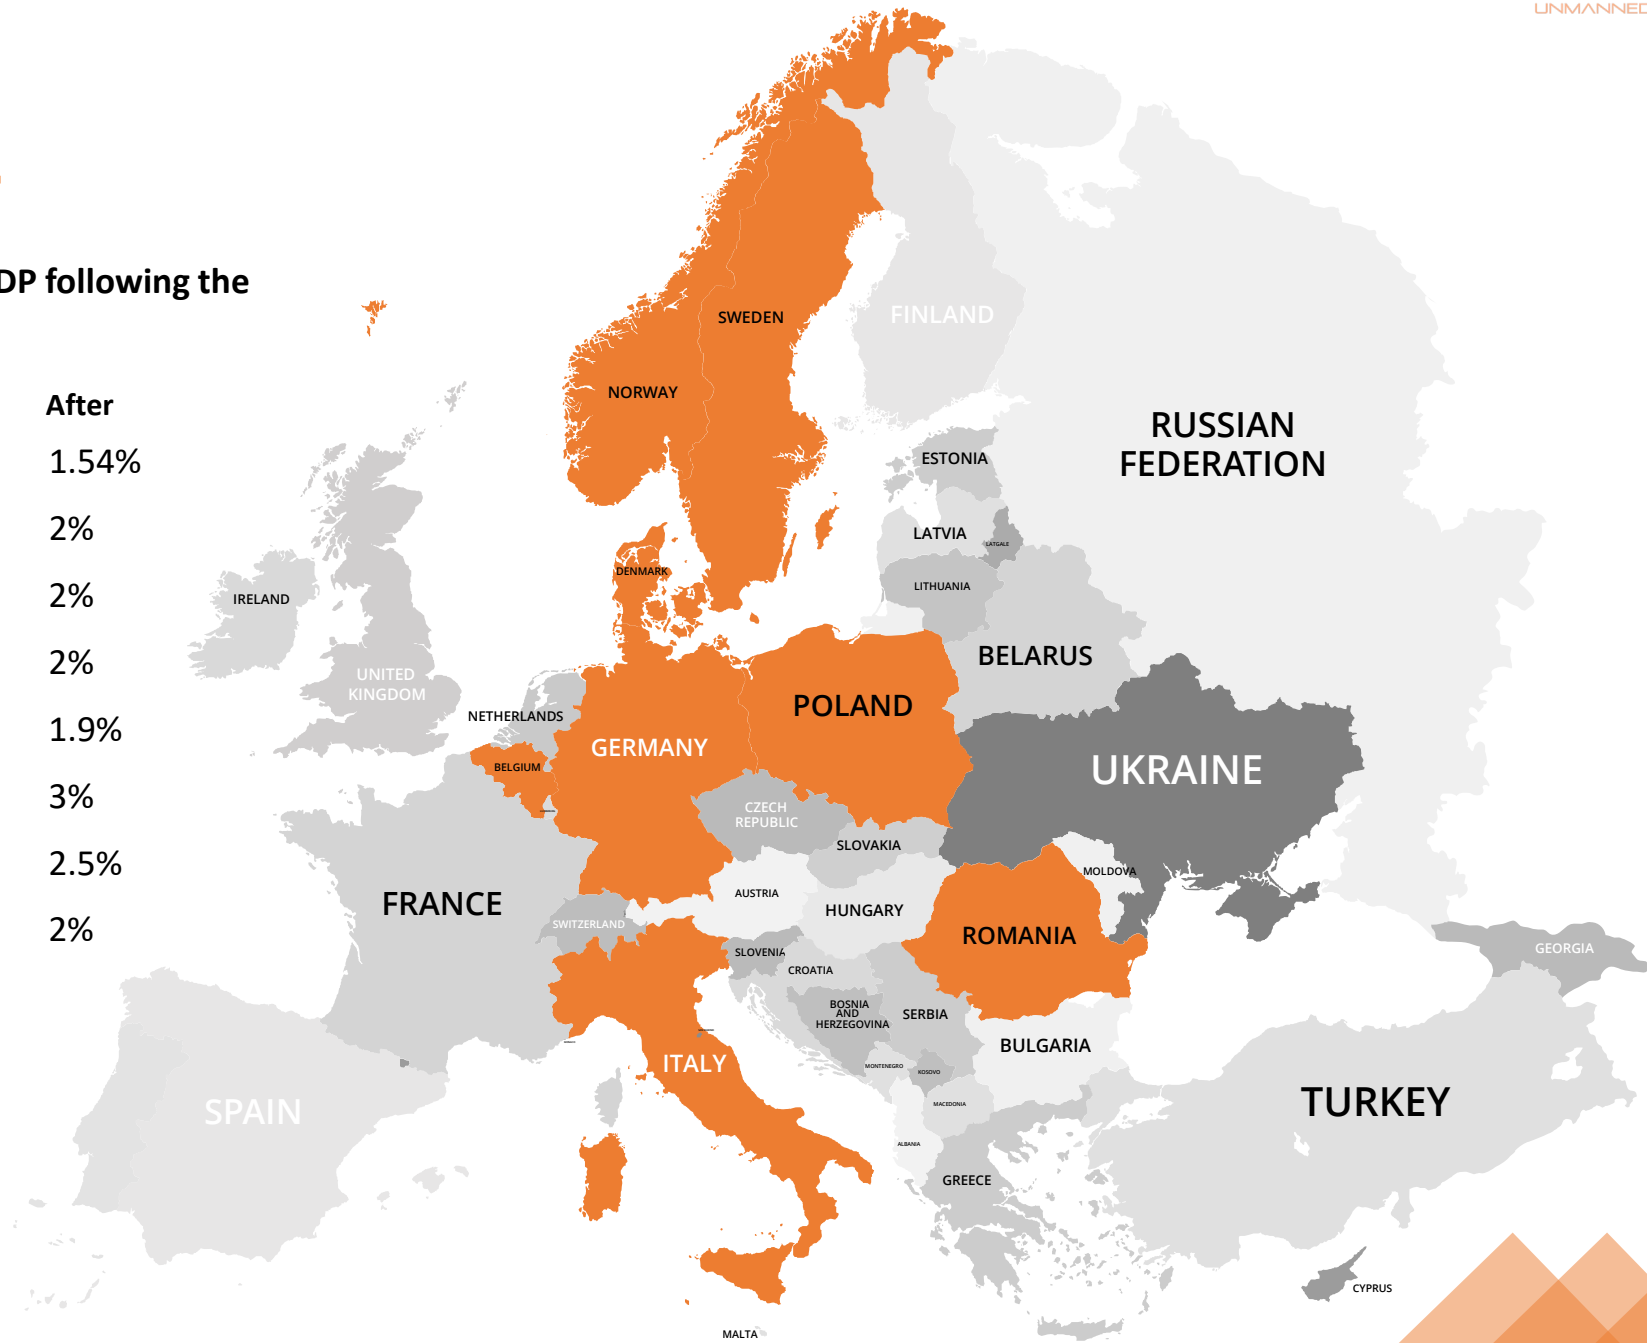 UNMANNED
DP following the
After
1.54%
2%
2%
2%
1.9%
3%
2.5%
2%
SWEDEN
FINLAND
NORWAY
RUSSIAN
FEDERATION
ESTONIA
LATVIA
LATGALE
DENMARK
LITHUANIA
IRELAND
BELARUS
UNITED
KINGDOM
POLAND
NETHERLANDS
GERMANY
BELGIUM
UKRAINE
CZECH
REPUBLIC
SLOVAKIA
MOLDOVA
AUSTRIA
FRANCE
HUNGARY
SWITZERLAND
ROMANIA
GEORGIA
SLOVENIA
CROATIA
BOSNIA
AND
HERZEGOVINA
SERBIA
BULGARIA
ITALY
MONTENEGRO
KOSOVO
SPAIN
MACEDONIA
TURKEY
ALBANIA
GREECE
CYPRUS
MALTA